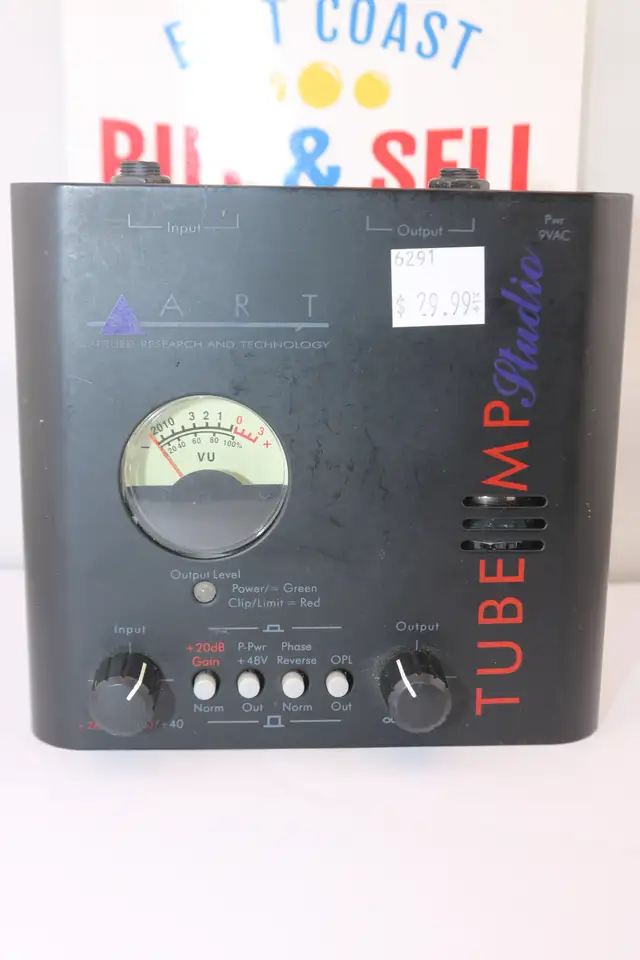 EAST COAST
& SELL
Input
Output
Pwr
9VAC
6291
$ 29.99
ART
APPLIED RESEARCH AND TECHNOLOGY
TUBE MP Studio
- 20 10 3 2 1 0 3 +
20 40 60 80 100%
VU
Output Level
Power/= Green
Clip/Limit = Red
Input
Output
+20dB
Gain
P-Pwr
+48V
Phase
Reverse
OPL
Norm
Out
Norm
Out
+40
∞